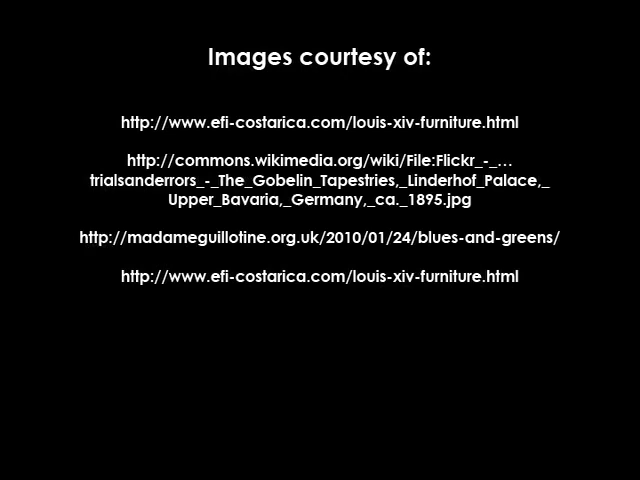 Images courtesy of:
http://www.efi-costarica.com/louis-xiv-furniture.html
http://commons.wikimedia.org/wiki/File:Flickr_-_…
trialsanderrors_-_The_Gobelin_Tapestries,_Linderhof_Palace,_
Upper_Bavaria,_Germany,_ca._1895.jpg
http://madameguillotine.org.uk/2010/01/24/blues-and-greens/
http://www.efi-costarica.com/louis-xiv-furniture.html